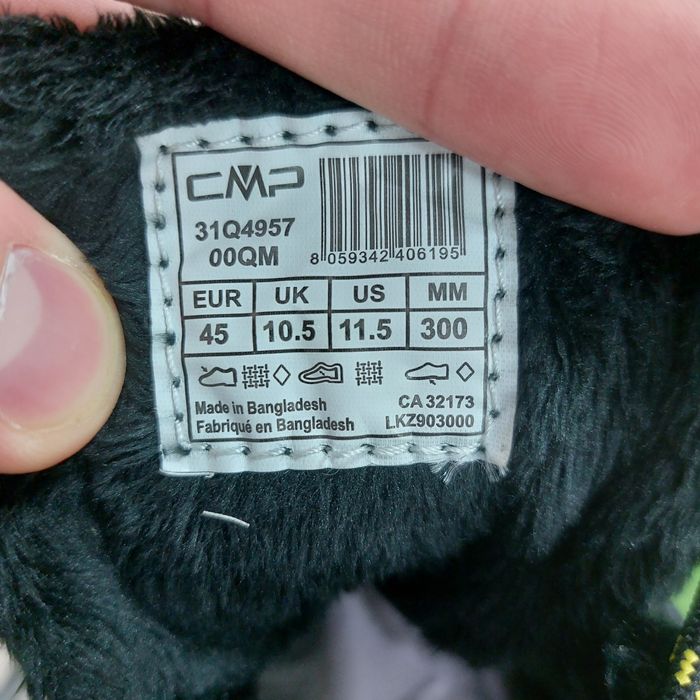 CMP
31Q4957
00QM
8 059342 406195
EUR UK US MM
45 10.5 11.5 300
Made in Bangladesh CA 32173
Fabriqué en Bangladesh LKZ903000